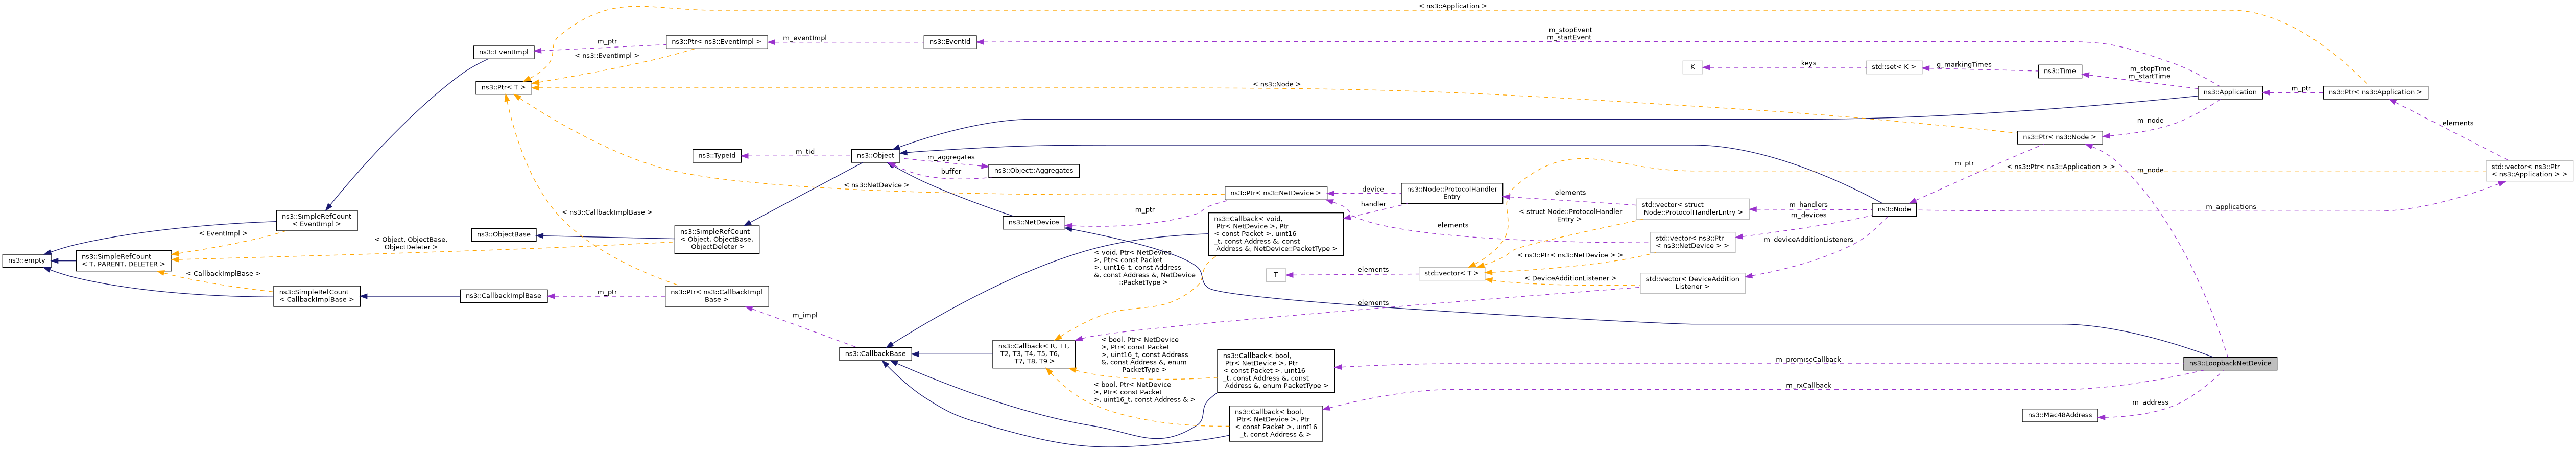 < ns3::Application >
m_stopEvent
m_startEvent
m_eventImpl
m_ptr
ns3::Ptr< ns3::EventImpl >
ns3::EventId
ns3::EventImpl
< ns3::EventImpl >
K
keys
std::set< K >
g_markingTimes
ns3::Time
m_stopTime
m_startTime
ns3::Ptr< T >
< ns3::Node >
ns3::Application
m_ptr
ns3::Ptr< ns3::Application >
m_node
elements
ns3::Ptr< ns3::Node >
ns3::TypeId
m_tid
ns3::Object
m_aggregates
buffer
ns3::Object::Aggregates
m_ptr
< ns3::Ptr< ns3::Application > >
m_node
std::vector< ns3::Ptr
< ns3::Application > >
< ns3::NetDevice >
ns3::Ptr< ns3::NetDevice >
device
handler
ns3::Node::ProtocolHandler
Entry
elements
std::vector< struct
Node::ProtocolHandlerEntry >
m_handlers
m_devices
ns3::Node
m_applications
< ns3::CallbackImplBase >
m_ptr
ns3::SimpleRefCount
< EventImpl >
ns3::NetDevice
ns3::Callback< void,
Ptr< NetDevice >, Ptr
< const Packet >, uint16
_t, const Address &, const
Address &, NetDevice::PacketType >
< struct Node::ProtocolHandler
Entry >
elements
< EventImpl >
< Object, ObjectBase,
ObjectDeleter >
ns3::ObjectBase
ns3::SimpleRefCount
< Object, ObjectBase,
ObjectDeleter >
std::vector< ns3::Ptr
< ns3::NetDevice > >
m_deviceAdditionListeners
ns3::empty
ns3::SimpleRefCount
< T, PARENT, DELETER >
< void, Ptr< NetDevice
>, Ptr< const Packet
>, uint16_t, const Address
&, const Address &, NetDevice
::PacketType >
< ns3::Ptr< ns3::NetDevice > >
< CallbackImplBase >
T
elements
std::vector< T >
< DeviceAdditionListener >
std::vector< DeviceAddition
Listener >
ns3::SimpleRefCount
< CallbackImplBase >
ns3::CallbackImplBase
m_ptr
ns3::Ptr< ns3::CallbackImpl
Base >
elements
m_impl
ns3::CallbackBase
ns3::Callback< R, T1,
T2, T3, T4, T5, T6,
T7, T8, T9 >
< bool, Ptr< NetDevice
>, Ptr< const Packet
>, uint16_t, const Address
&, const Address &, enum
PacketType >
ns3::Callback< bool,
Ptr< NetDevice >, Ptr
< const Packet >, uint16
_t, const Address &, const
Address &, enum PacketType >
m_promiscCallback
ns3::LoopbackNetDevice
< bool, Ptr< NetDevice
>, Ptr< const Packet
>, uint16_t, const Address & >
m_rxCallback
m_address
ns3::Callback< bool,
Ptr< NetDevice >, Ptr
< const Packet >, uint16
_t, const Address & >
ns3::Mac48Address